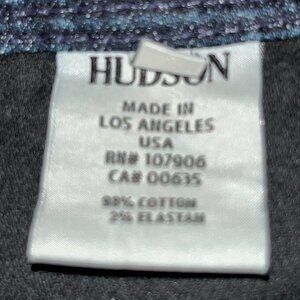 HUDSON
MADE IN
LOS ANGELES
USA
RN# 107906
CA# 00635
98% COTTON
2% ELASTAN